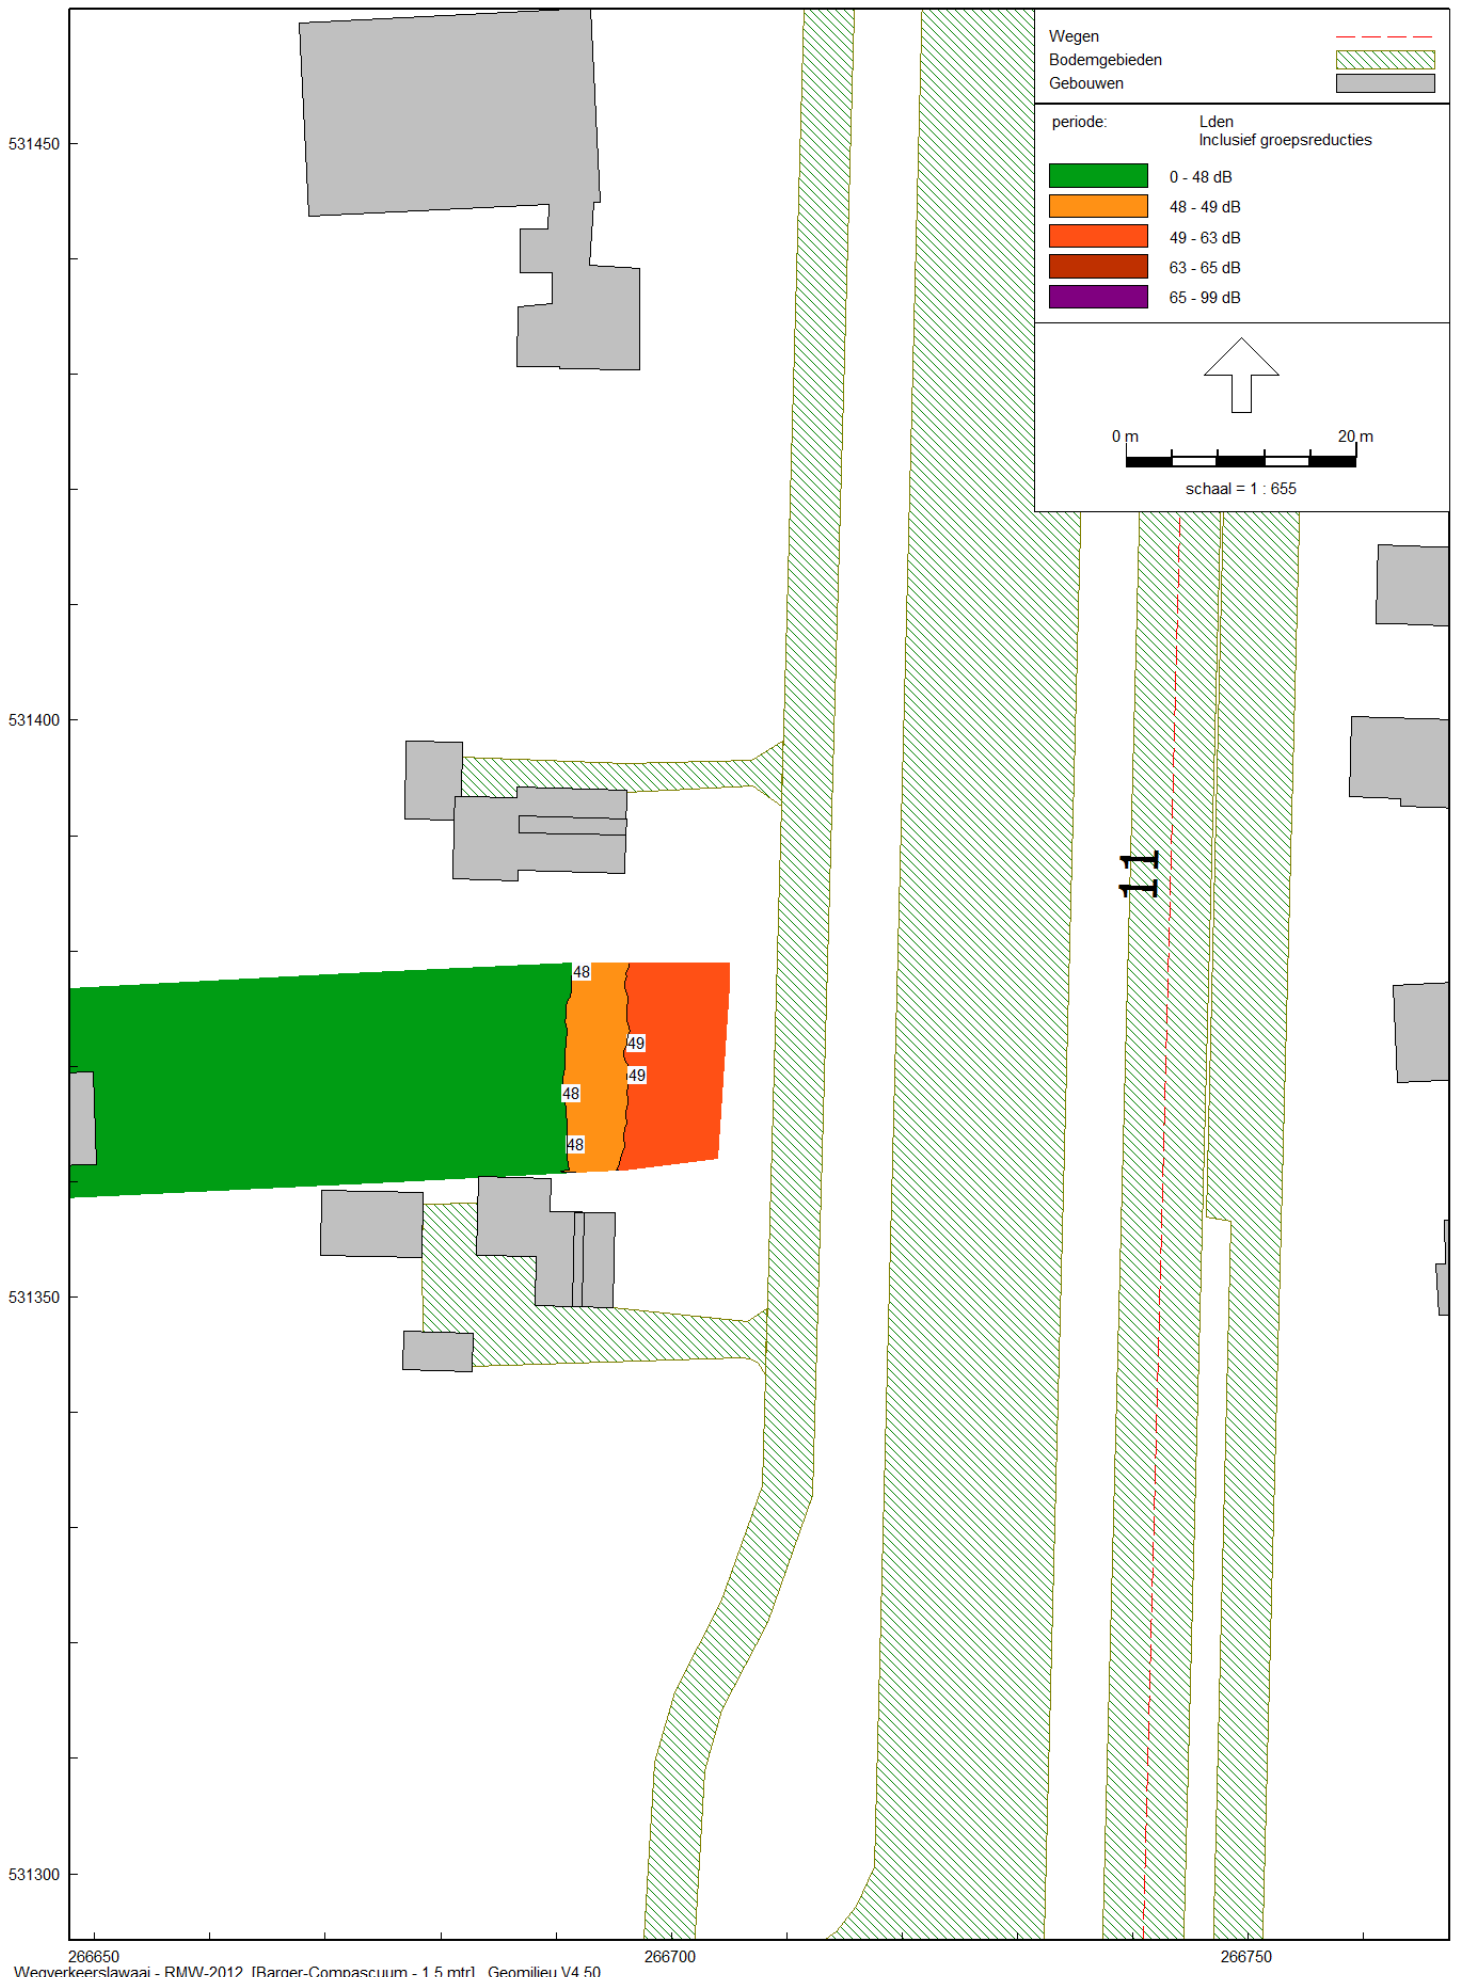 Wegen
Bodemgebieden
Gebouwen
periode: Lden
Inclusief groepsreducties
0 - 48 dB
48 - 49 dB
49 - 63 dB
63 - 65 dB
65 - 99 dB
0 m 20 m
schaal = 1 : 655
531450
531400
11
48
49
49
48
48
531350
531300
266650 266700 266750
Wegverkeerslawaai - RMW-2012, [Barger-Compascuum - 1,5 mtr] , Geomilieu V4.50